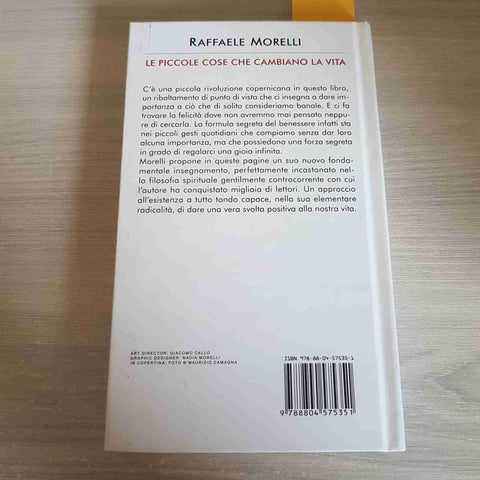 RAFFAELE MORELLI
LE PICCOLE COSE CHE CAMBIANO LA VITA
C'è una piccola rivoluzione copernicana in questo libro,
un ribaltamento di punto di vista che ci insegna a dare im-
portanza a ciò che di solito consideriamo banale. E ci fa
trovare la felicità dove non avremmo mai pensato neppu-
re di cercarla. La formula segreta del benessere infatti sta
nei piccoli gesti quotidiani che compiamo senza dar loro
alcuna importanza, ma che possiedono una forza segreta
in grado di regalarci una gioia infinita.
Morelli propone in queste pagine un suo nuovo fonda-
mentale insegnamento, perfettamente incastonato nel-
la filosofia spirituale gentilmente controcorrente con cui
l'autore ha conquistato migliaia di lettori. Un approccio
all'esistenza a tutto tondo capace, nella sua elementare
radicalità, di dare una vera svolta positiva alla nostra vita.
ART DIRECTOR: GIACOMO CALLO
GRAPHIC DESIGNER: NADIA MORELLI
IN COPERTINA: FOTO © MAURIZIO CAMAGNA
ISBN 978-88-04-57535-1
9 788804 575351